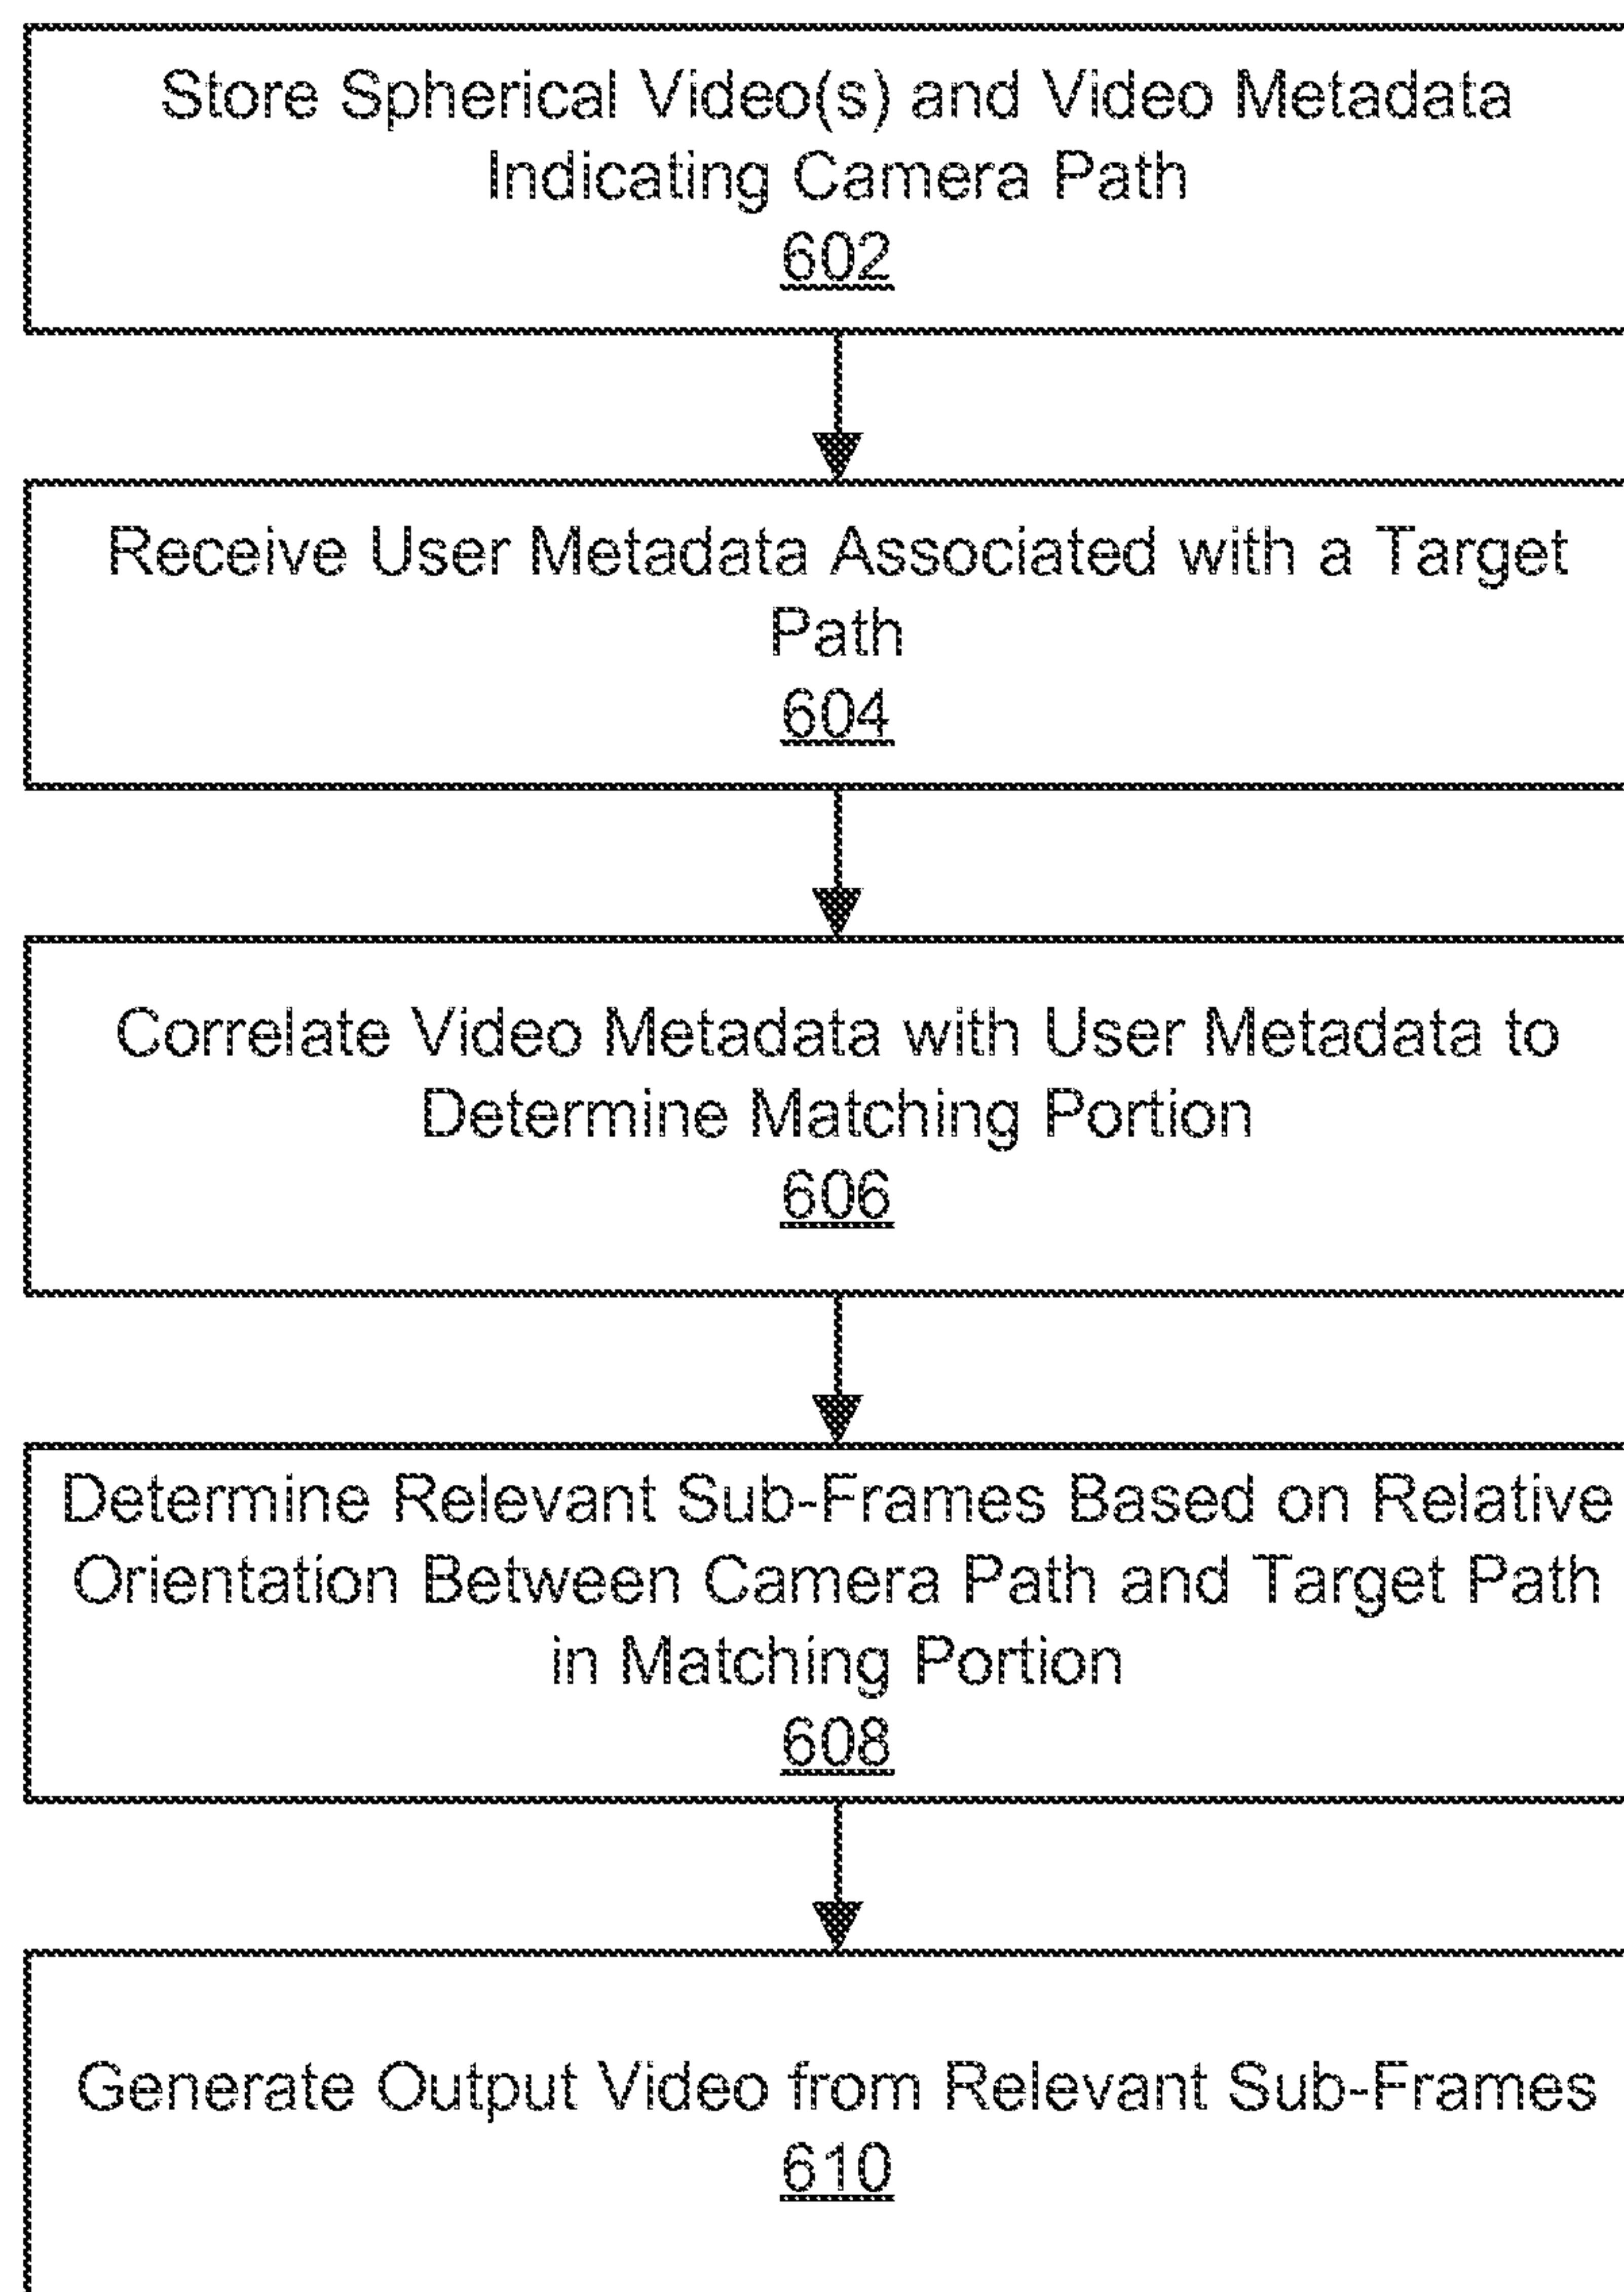 Store Spherical Video(s) and Video Metadata
Indicating Camera Path
602
Receive User Metadata Associated with a Target
Path
604
Correlate Video Metadata with User Metadata to
Determine Matching Portion
606
Determine Relevant Sub-Frames Based on Relative
Orientation Between Camera Path and Target Path
in Matching Portion
608
Generate Output Video from Relevant Sub-Frames
610